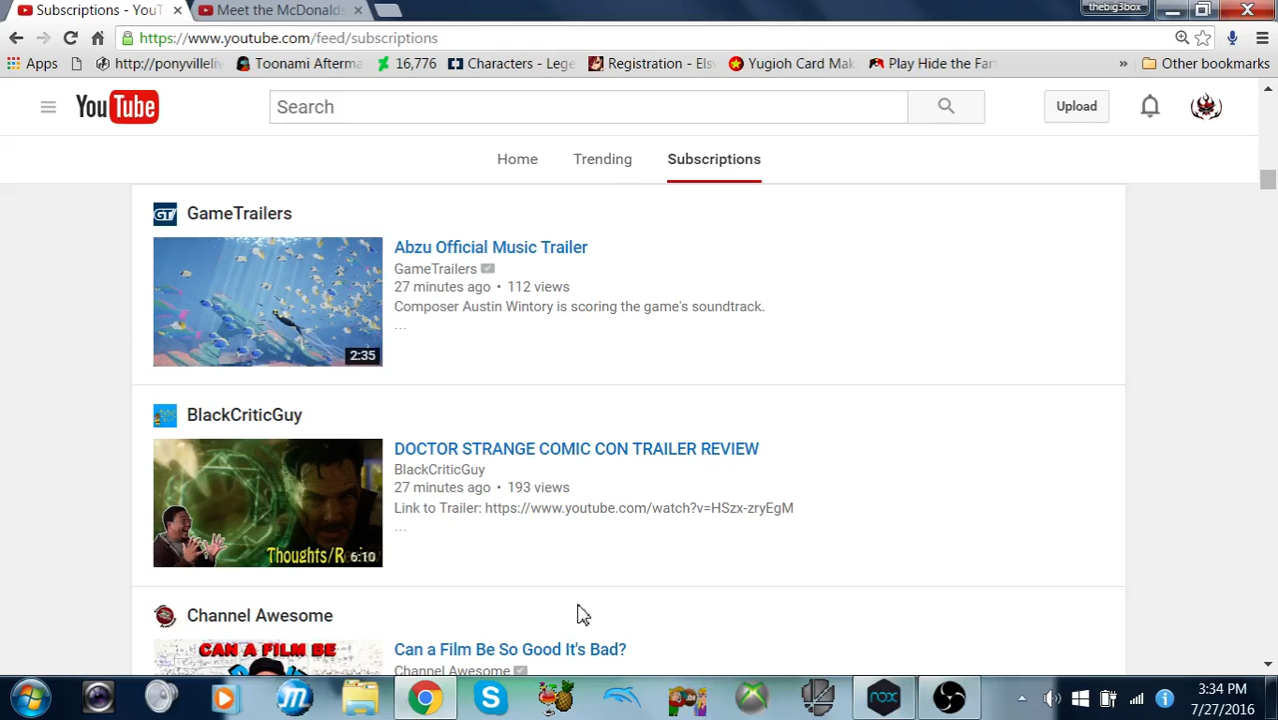 Subscriptions - YouT
Meet the McDonald
thebig3box
https://www.youtube.com/feed/subscriptions
Apps
http://ponyvilleliv
Toonami Afterma
16,776
Characters - Lege
Registration - Els
Yugioh Card Mak
Play Hide the Fart
»
Other bookmarks
YouTube
Search
Upload
Home
Trending
Subscriptions
GT
GameTrailers
Abzu Official Music Trailer
GameTrailers
27 minutes ago • 112 views
Composer Austin Wintory is scoring the game's soundtrack.
...
2:35
BlackCriticGuy
DOCTOR STRANGE COMIC CON TRAILER REVIEW
BlackCriticGuy
27 minutes ago • 193 views
Link to Trailer: https://www.youtube.com/watch?v=HSzx-zryEgM
...
Thoughts/R
6:10
Channel Awesome
Can a Film Be So Good It's Bad?
Channel Awesome
CAN A FILM BE
nox
3:34 PM
7/27/2016